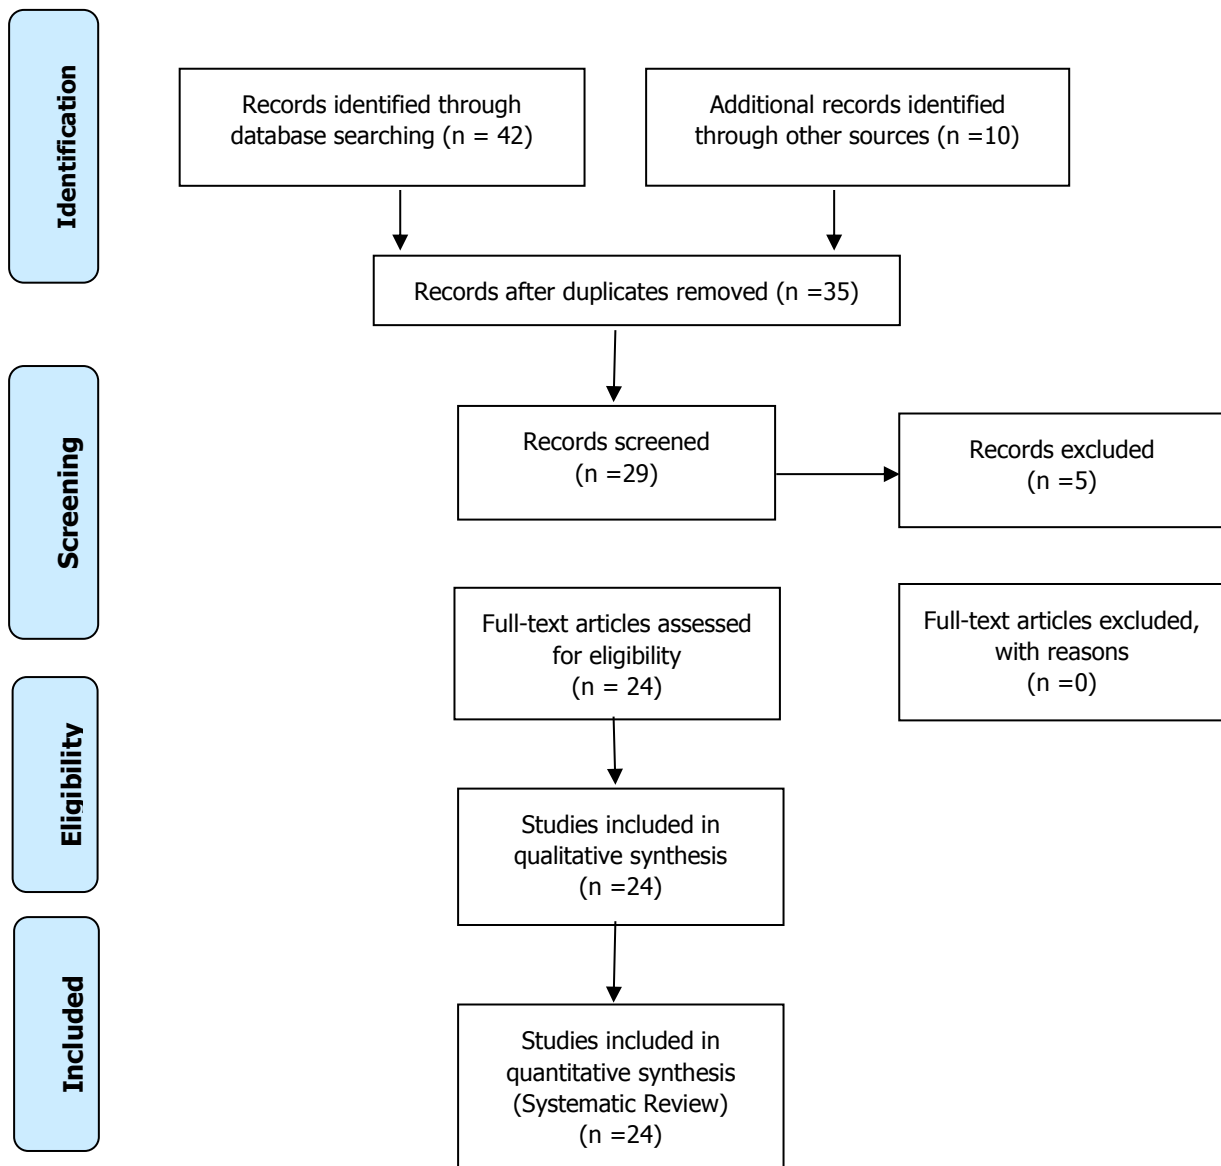 Identification
Records identified through
database searching (n = 42)
Additional records identified
through other sources (n =10)
Records after duplicates removed (n =35)
Screening
Records screened
(n =29)
Records excluded
(n =5)
Full-text articles assessed
for eligibility
(n = 24)
Full-text articles excluded,
with reasons
(n =0)
Eligibility
Studies included in
qualitative synthesis
(n =24)
Included
Studies included in
quantitative synthesis
(Systematic Review)
(n =24)